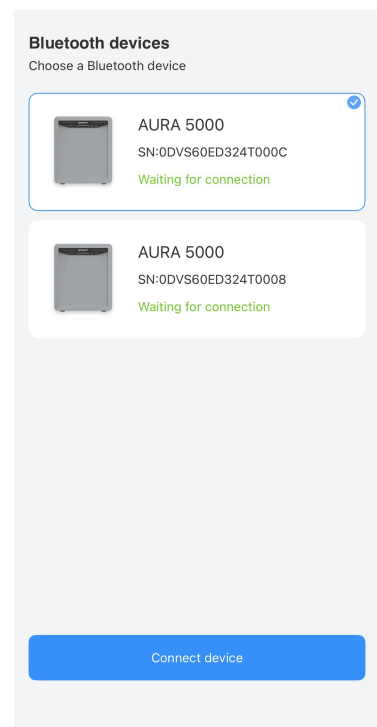 Bluetooth devices
Choose a Bluetooth device
AURA 5000
SN:0DVS60ED324T000C
Waiting for connection
AURA 5000
SN:0DVS60ED324T0008
Waiting for connection
Connect device